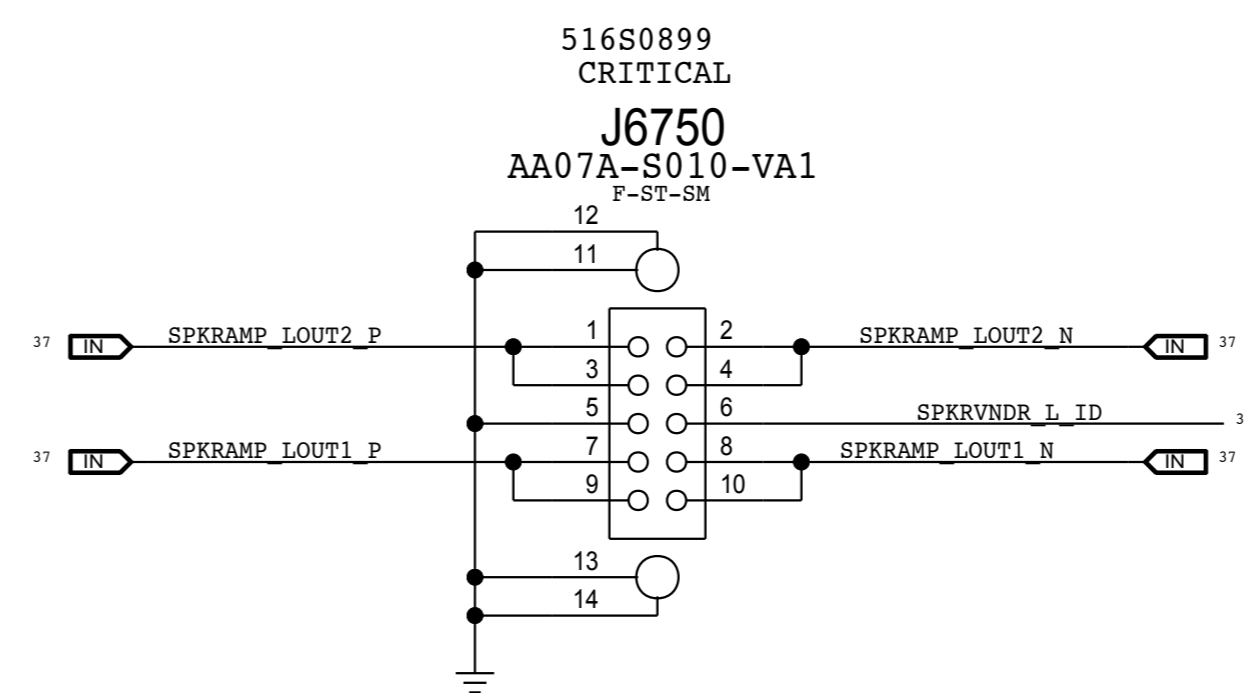 516S0899
CRITICAL
J6750
AA07A-S010-VA1
F-ST-SM
12
11
37 IN SPKRAMP_LOUT2_P 1 2 SPKRAMP_LOUT2_N IN 37
3 4
5 6 SPKRVNDR_L_ID 3
37 IN SPKRAMP_LOUT1_P 7 8 SPKRAMP_LOUT1_N IN 37
9 10
13
14